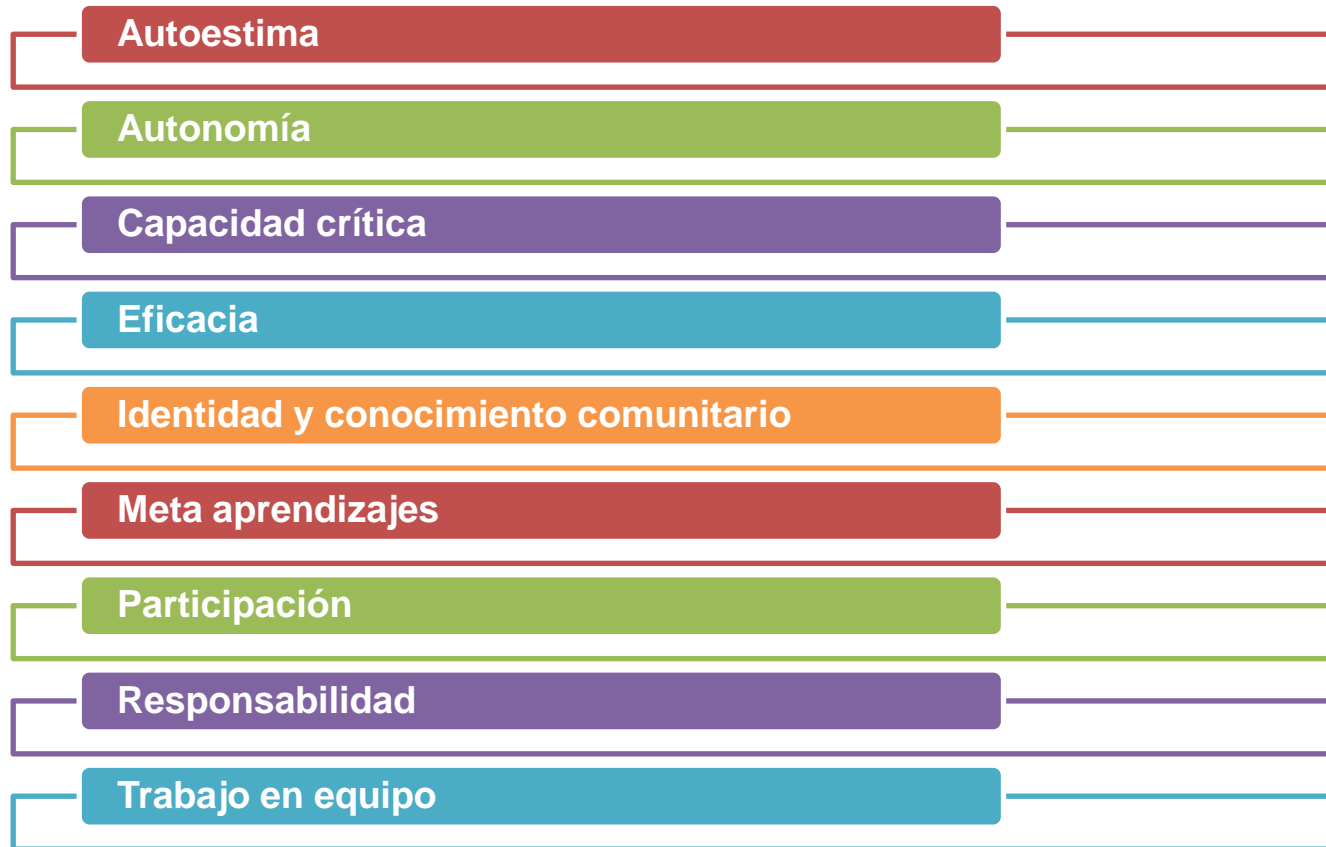 Autoestima
Autonomía
Capacidad crítica
Eficacia
Identidad y conocimiento comunitario
Meta aprendizajes
Participación
Responsabilidad
Trabajo en equipo